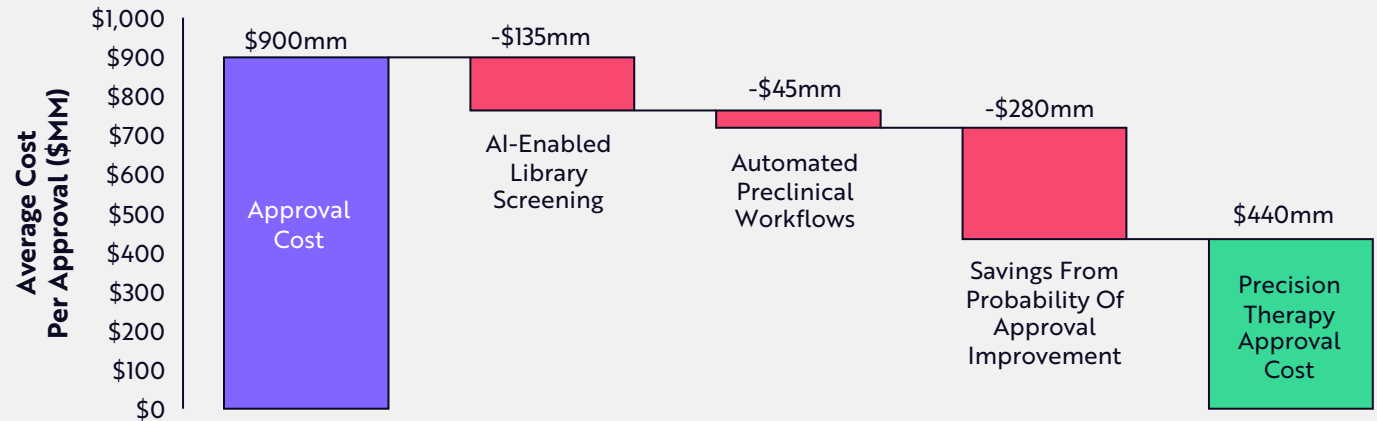 Average Cost
Per Approval ($MM)
$1,000
$900
$800
$700
$600
$500
$400
$300
$200
$100
$0
$900mm
Approval
Cost
-$135mm
AI-Enabled
Library
Screening
-$45mm
Automated
Preclinical
Workflows
-$280mm
Savings From
Probability Of
Approval
Improvement
$440mm
Precision
Therapy
Approval
Cost